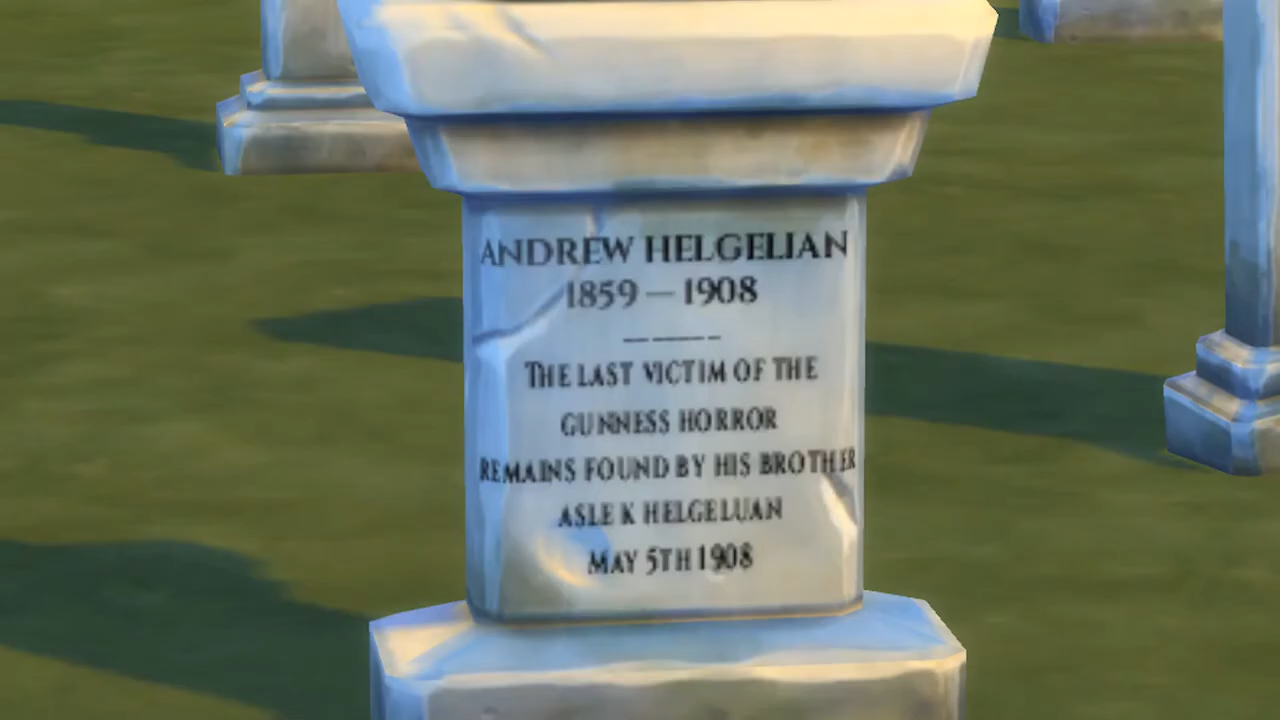 ANDREW HELGELIAN
1859 — 1908
THE LAST VICTIM OF THE
GUNNESS HORROR
REMAINS FOUND BY HIS BROTHER
ASLE K HELGELUAN
MAY 5TH 1908